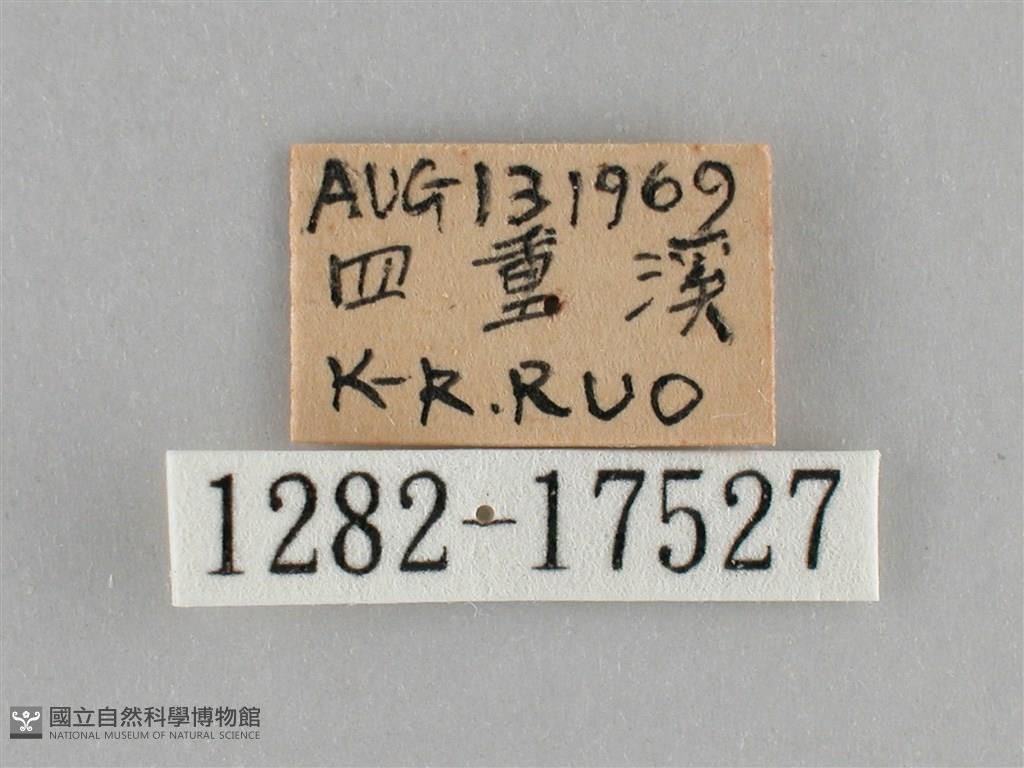 AUG 13 1969
四重溪
K-R.RUO
1282-17527
國立自然科學博物館
NATIONAL MUSEUM OF NATURAL SCIENCE